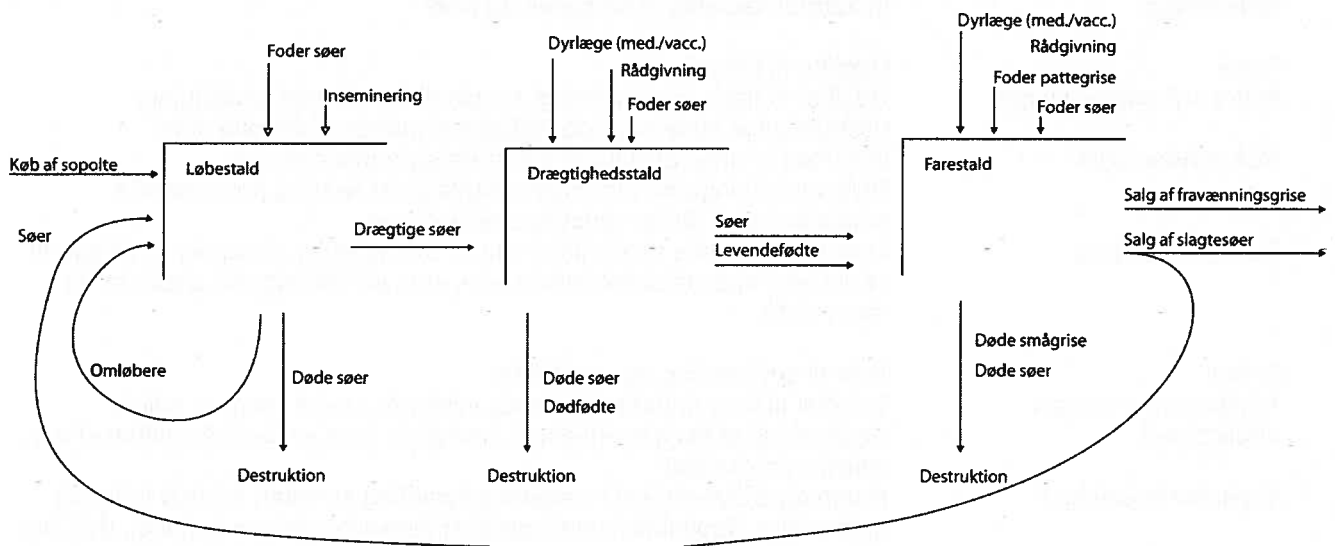 Foder søer
Inseminering
Køb af sopolte
Løbestald
Søer
Omløbere
Døde søer
Destruktion
Drægtige søer
Dyrlæge (med./vacc.)
Rådgivning
Foder søer
Drægtighedsstald
Søer
Levendefødte
Døde søer
Dødfødte
Destruktion
Dyrlæge (med./vacc.)
Rådgivning
Foder pattegrise
Foder søer
Farestald
Salg af fravænningsgrise
Salg af slagtesøer
Døde smågrise
Døde søer
Destruktion